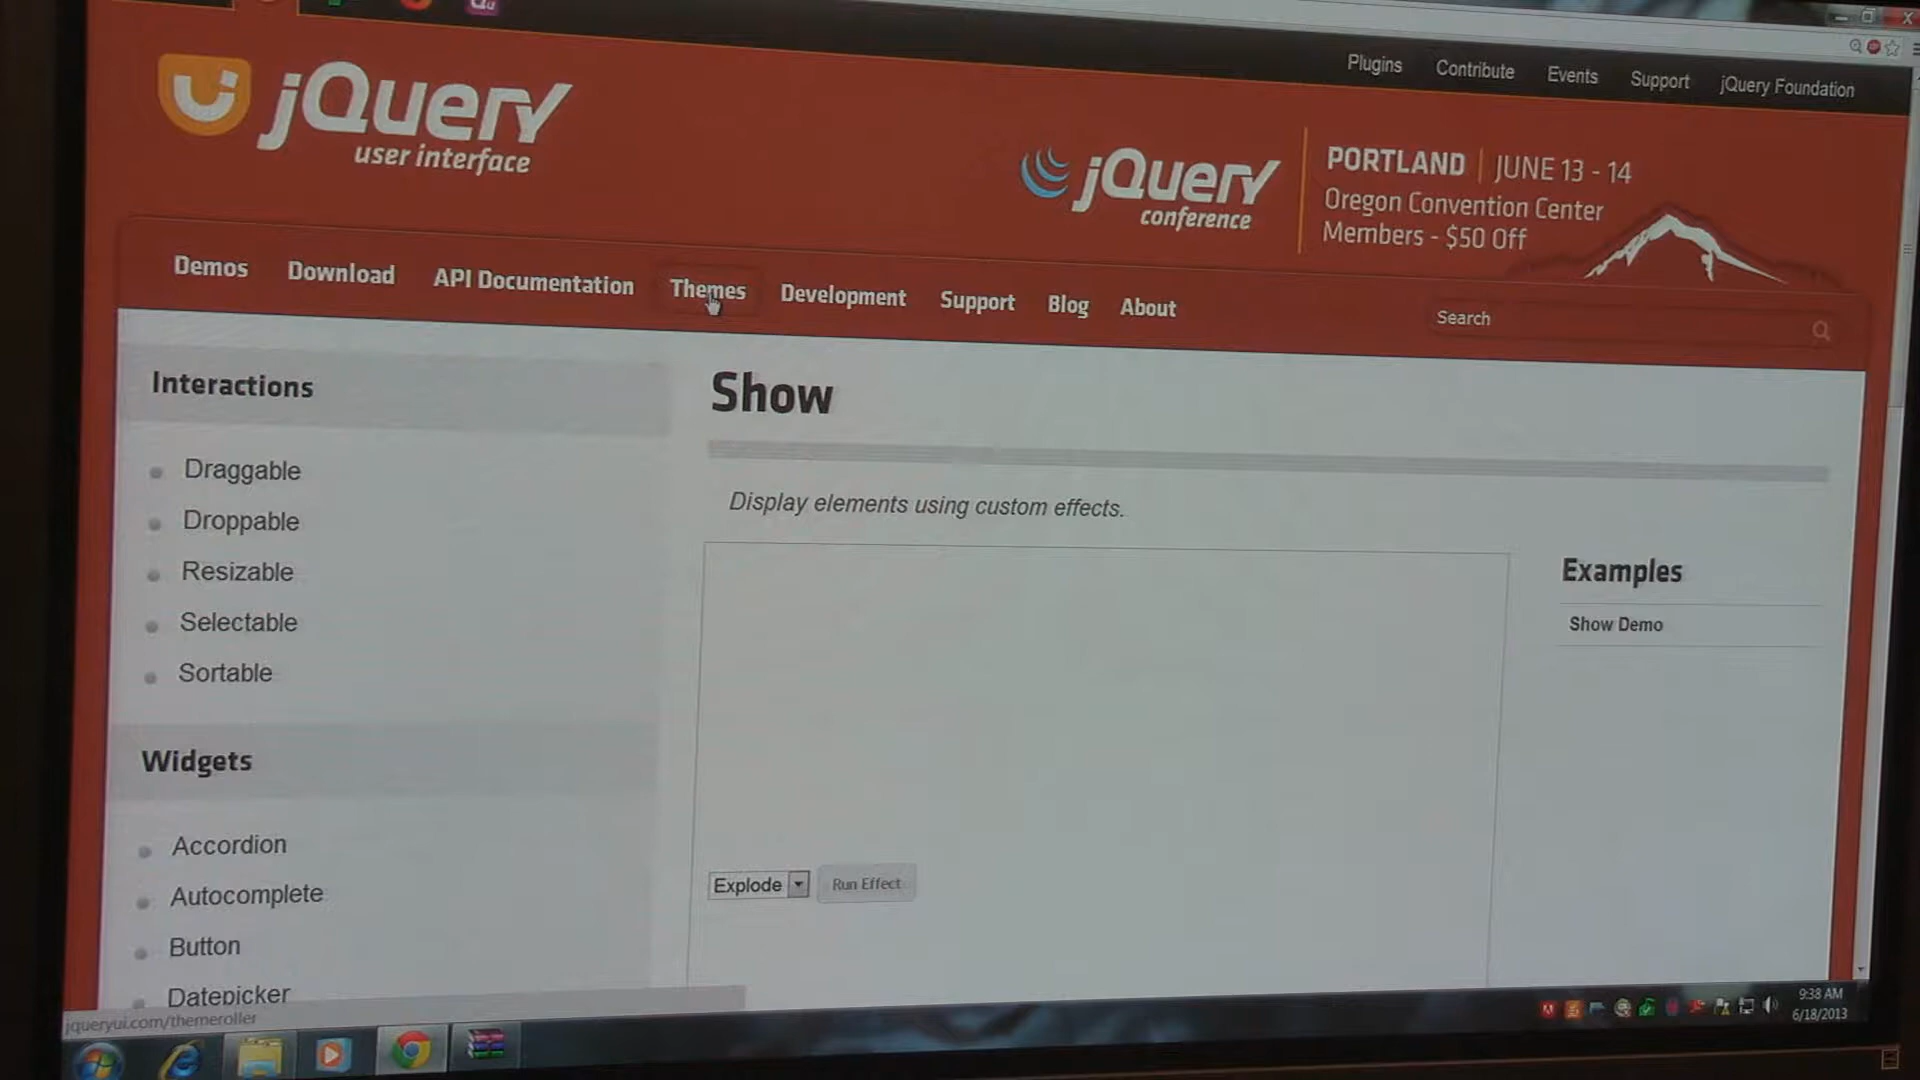 Plugins Contribute Events Support jQuery Foundation
jQuery
user interface
jQuery
conference
PORTLAND | JUNE 13 - 14
Oregon Convention Center
Members - $50 Off
Demos Download API Documentation Themes Development Support Blog About
Search
Interactions
Draggable
Droppable
Resizable
Selectable
Sortable
Widgets
Accordion
Autocomplete
Button
Datepicker
Show
Display elements using custom effects.
Explode Run Effect
Examples
Show Demo
jqueryui.com/themeroller
9:38 AM
6/18/2013